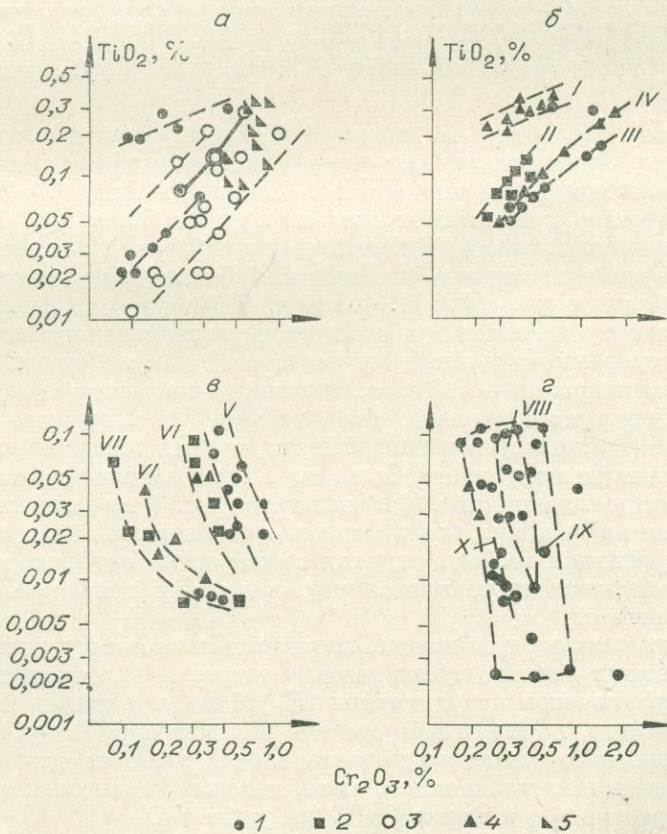 а б
TiO2, % TiO2, %
0,5
0,3
0,2
0,1
0,05
0,03
0,02
0,01
I
II
IV
III
в г
0,1
0,05
0,03
0,02
0,01
0,005
0,003
0,002
0,001
VII VI V
VI
VIII
IX
X
0,1 0,2 0,3 0,5 1,0 0,1 0,2 0,3 0,5 1,0 2,0
Cr2O3, %
1 2 3 4 5